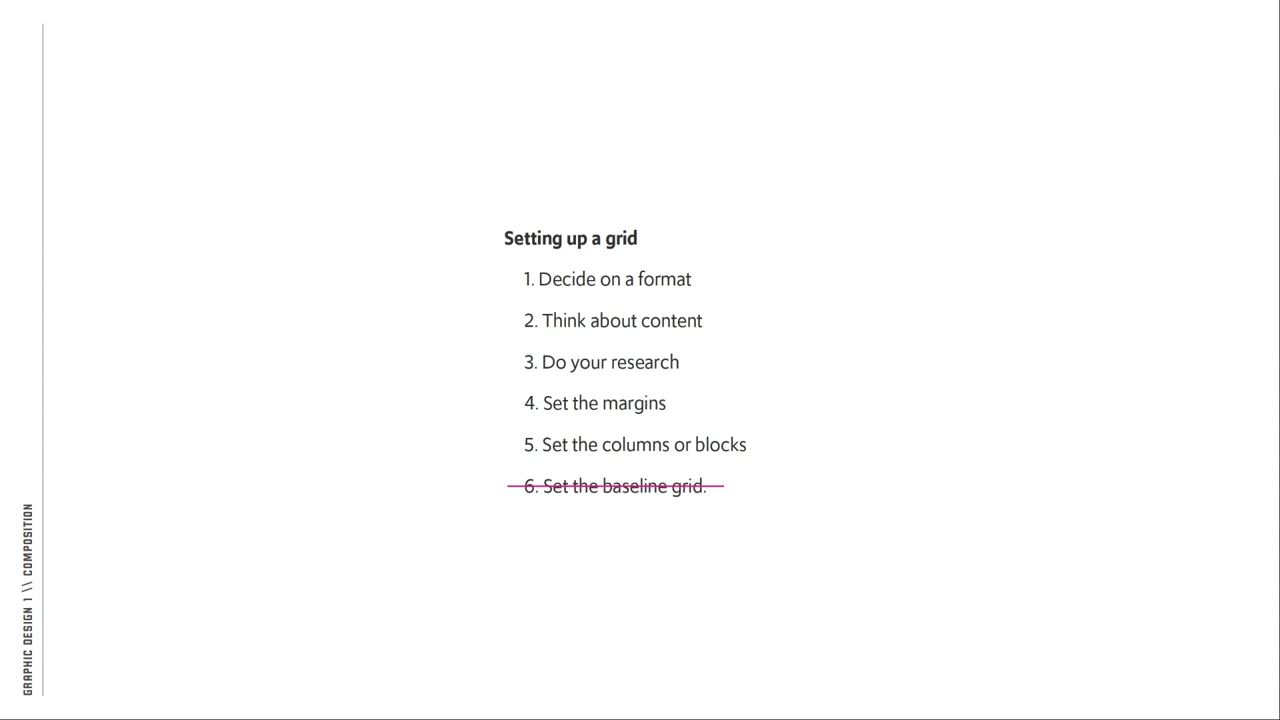 Setting up a grid
1. Decide on a format
2. Think about content
3. Do your research
4. Set the margins
5. Set the columns or blocks
6. Set the baseline grid.
GRAPHIC DESIGN 1 \\ COMPOSITION